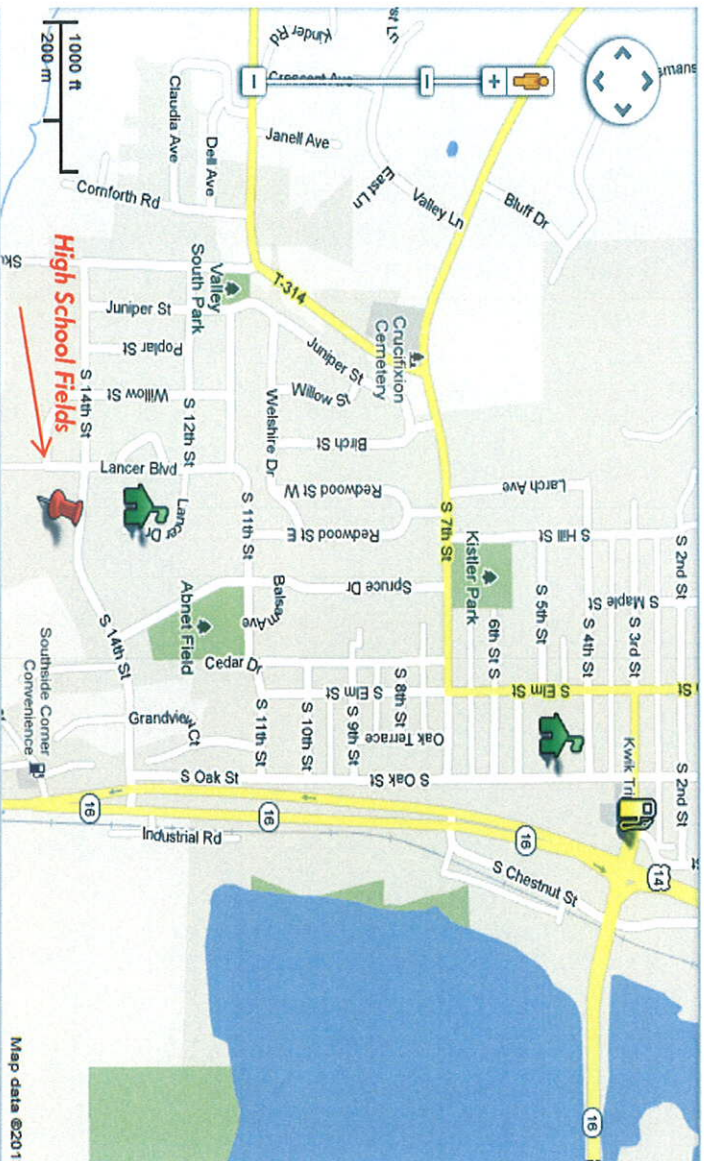 smans
st Ln
Kinder Rd
Crescent Ave
1000 ft
200 m
Claudia Ave
Dell Ave
Janell Ave
East Ln
Valley Ln
Bluff Dr
Cornforth Rd
High School Fields
Valley
South Park
T-314
Crucifixion
Cemetery
Juniper St
Juniper St
Poplar St
Willow St
Willow St
S 14th St
S 12th St
Welshire Dr
Birch St
Lancer Blvd
Lancer Dr
Redwood St W
Redwood St E
S 11th St
S 7th St
Larch Ave
S Hill St
S 2nd St
Kistler Park
Spruce Dr
Balsam Ave
Abnet Field
S Maple St
6th St S
S 5th St
S 4th St
S 3rd St
S 14th St
Cedar Dr
S Elm St
S Elm St
S 8th St
S 9th St
S 10th St
S 11th St
Oak Terrace
Grandview Ct
Southside Corner
Convenience
S Oak St
S Oak St
Kwik Tri
S 2nd St
16
16
16
14
Industrial Rd
S Chestnut St
16
Map data ©201